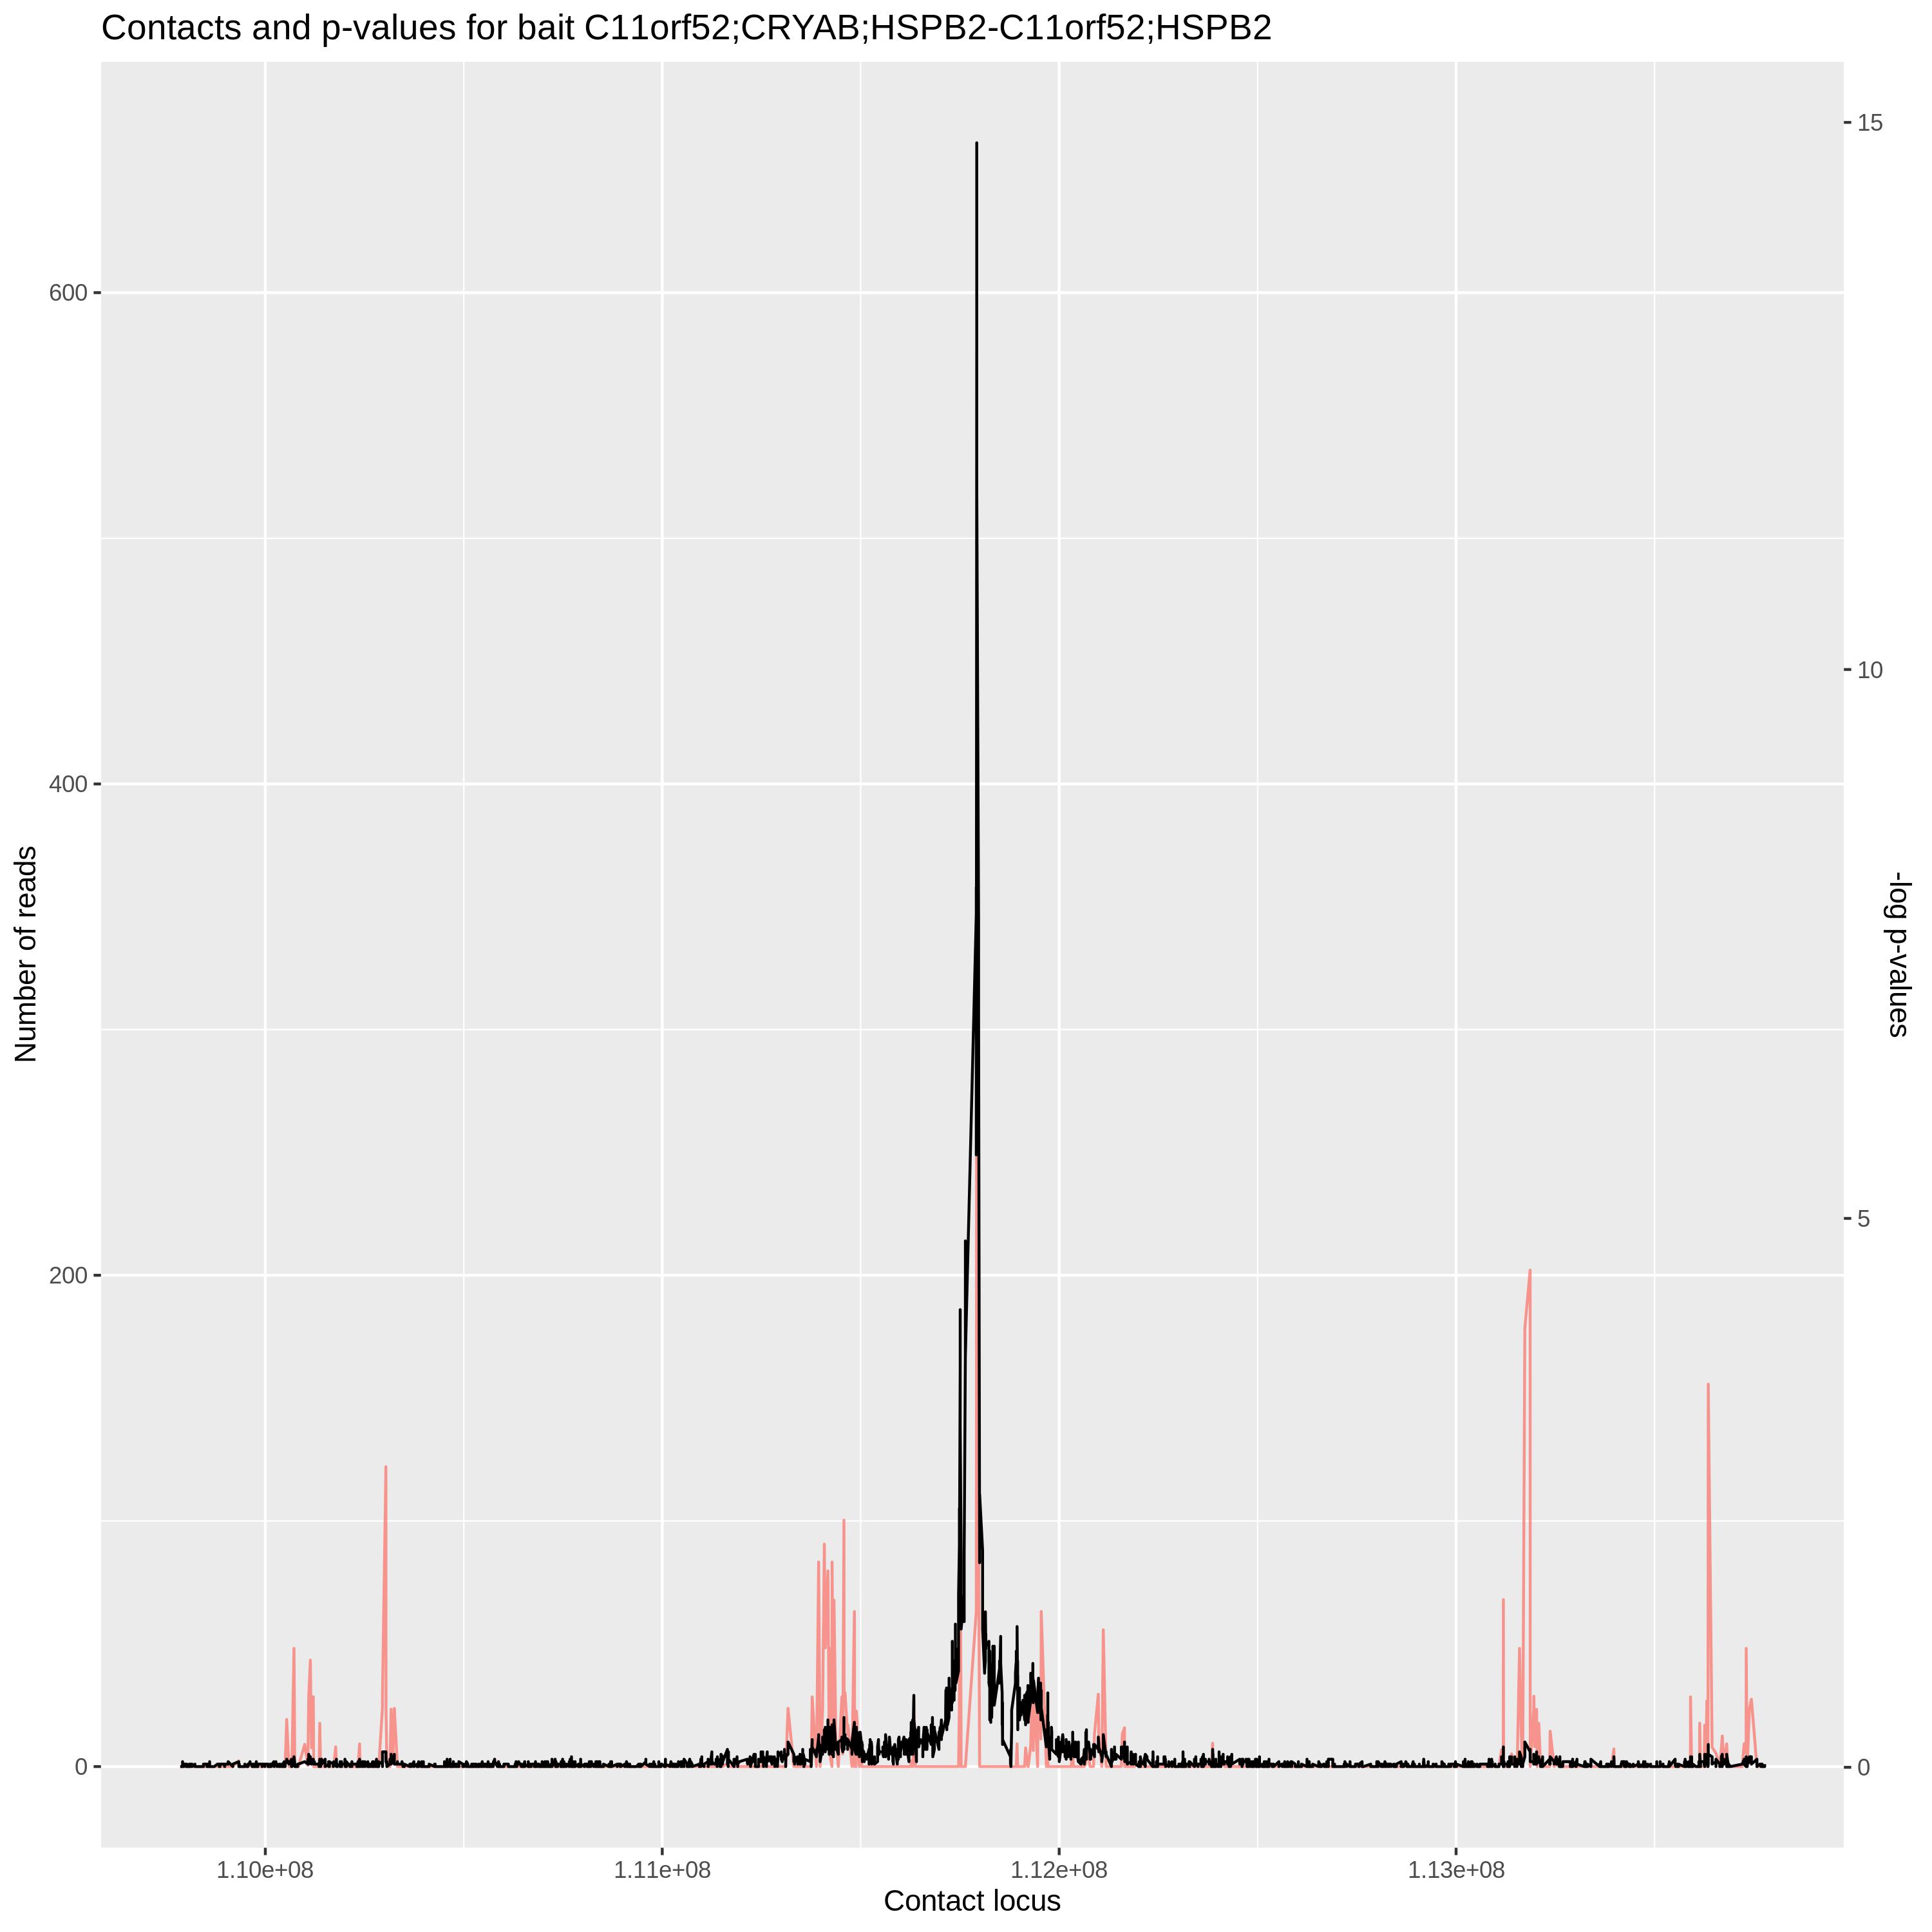 Contacts and p-values for bait C11orf52;CRYAB;HSPB2-C11orf52;HSPB2
15
600
10
400
Number of reads
-log p-values
5
200
0
0
1.10e+08
1.11e+08
1.12e+08
1.13e+08
Contact locus